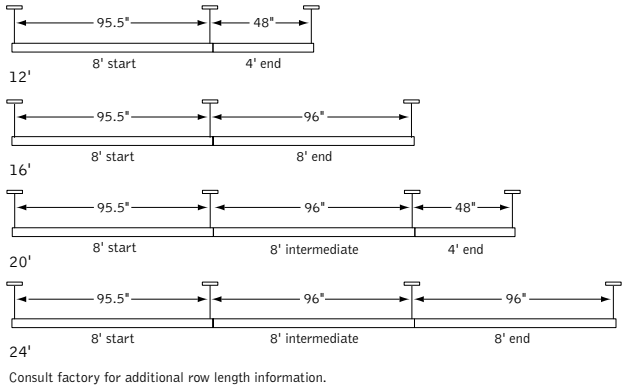 95.5" 48"
8' start 4' end
12'
95.5" 96"
8' start 8' end
16'
95.5" 96" 48"
8' start 8' intermediate 4' end
20'
95.5" 96" 96"
8' start 8' intermediate 8' end
24'
Consult factory for additional row length information.